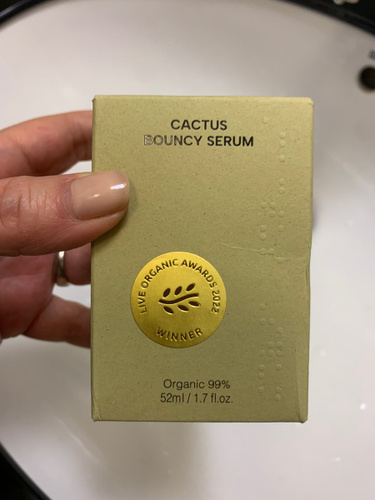 CACTUS
BOUNCY SERUM
LIVE ORGANIC AWARDS 2022
WINNER
Organic 99%
52ml / 1.7 fl.oz.